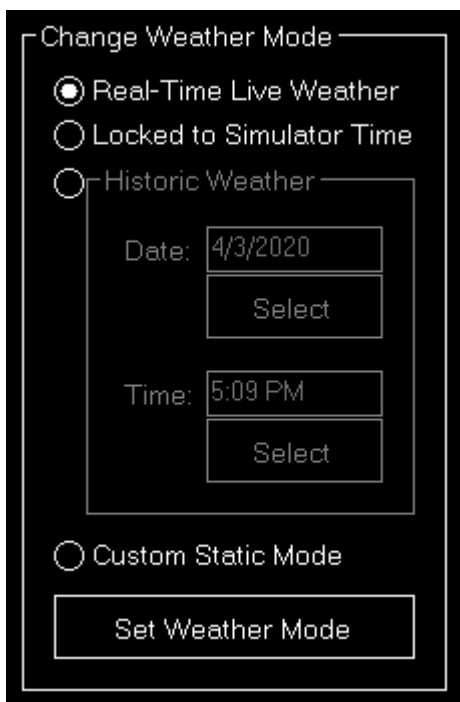 Change Weather Mode
Real-Time Live Weather
Locked to Simulator Time
Historic Weather
Date: 4/3/2020
Select
Time: 5:09 PM
Select
Custom Static Mode
Set Weather Mode